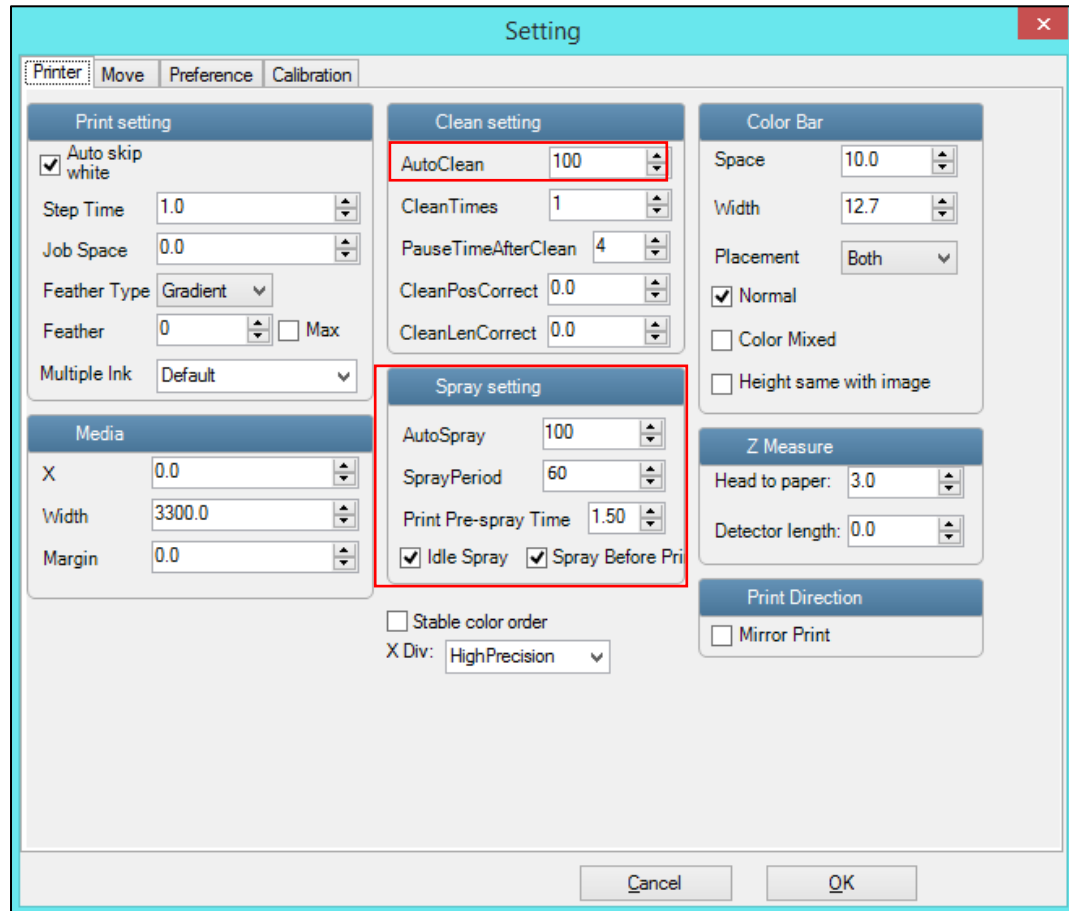 Setting
Printer Move Preference Calibration
Print setting
Auto skip
white
Step Time 1.0
Job Space 0.0
Feather Type Gradient
Feather 0 Max
Multiple Ink Default
Media
X 0.0
Width 3300.0
Margin 0.0
Clean setting
AutoClean 100
CleanTimes 1
PauseTimeAfterClean 4
CleanPosCorrect 0.0
CleanLenCorrect 0.0
Spray setting
AutoSpray 100
SprayPeriod 60
Print Pre-spray Time 1.50
Idle Spray Spray Before Pri
Stable color order
X Div: HighPrecision
Color Bar
Space 10.0
Width 12.7
Placement Both
Normal
Color Mixed
Height same with image
Z Measure
Head to paper: 3.0
Detector length: 0.0
Print Direction
Mirror Print
Cancel OK